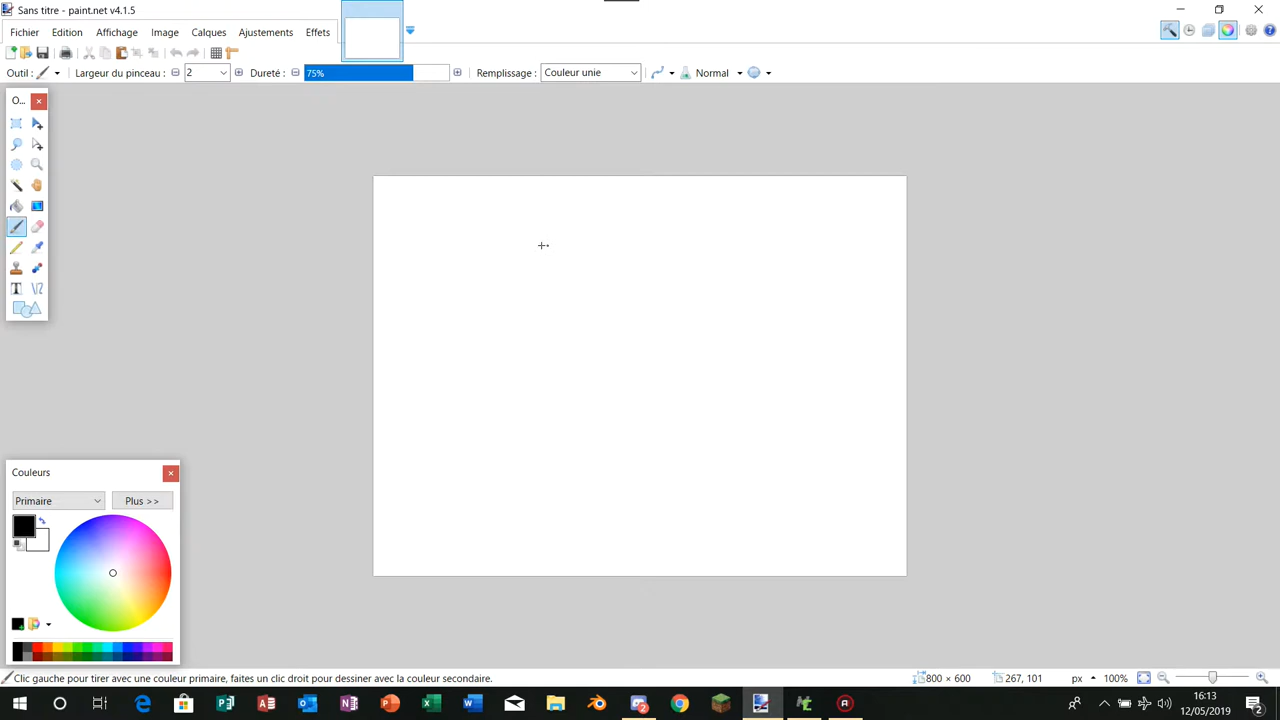 Sans titre - paint.net v4.1.5
Fichier Edition Affichage Image Calques Ajustements Effets
Outil : Largeur du pinceau : 2 Dureté : 75% Remplissage : Couleur unie Normal
O...
Couleurs
Primaire Plus >>
Clic gauche pour tirer avec une couleur primaire, faites un clic droit pour dessiner avec la couleur secondaire. 800 × 600 267, 101 px 100%
16:13
12/05/2019
2